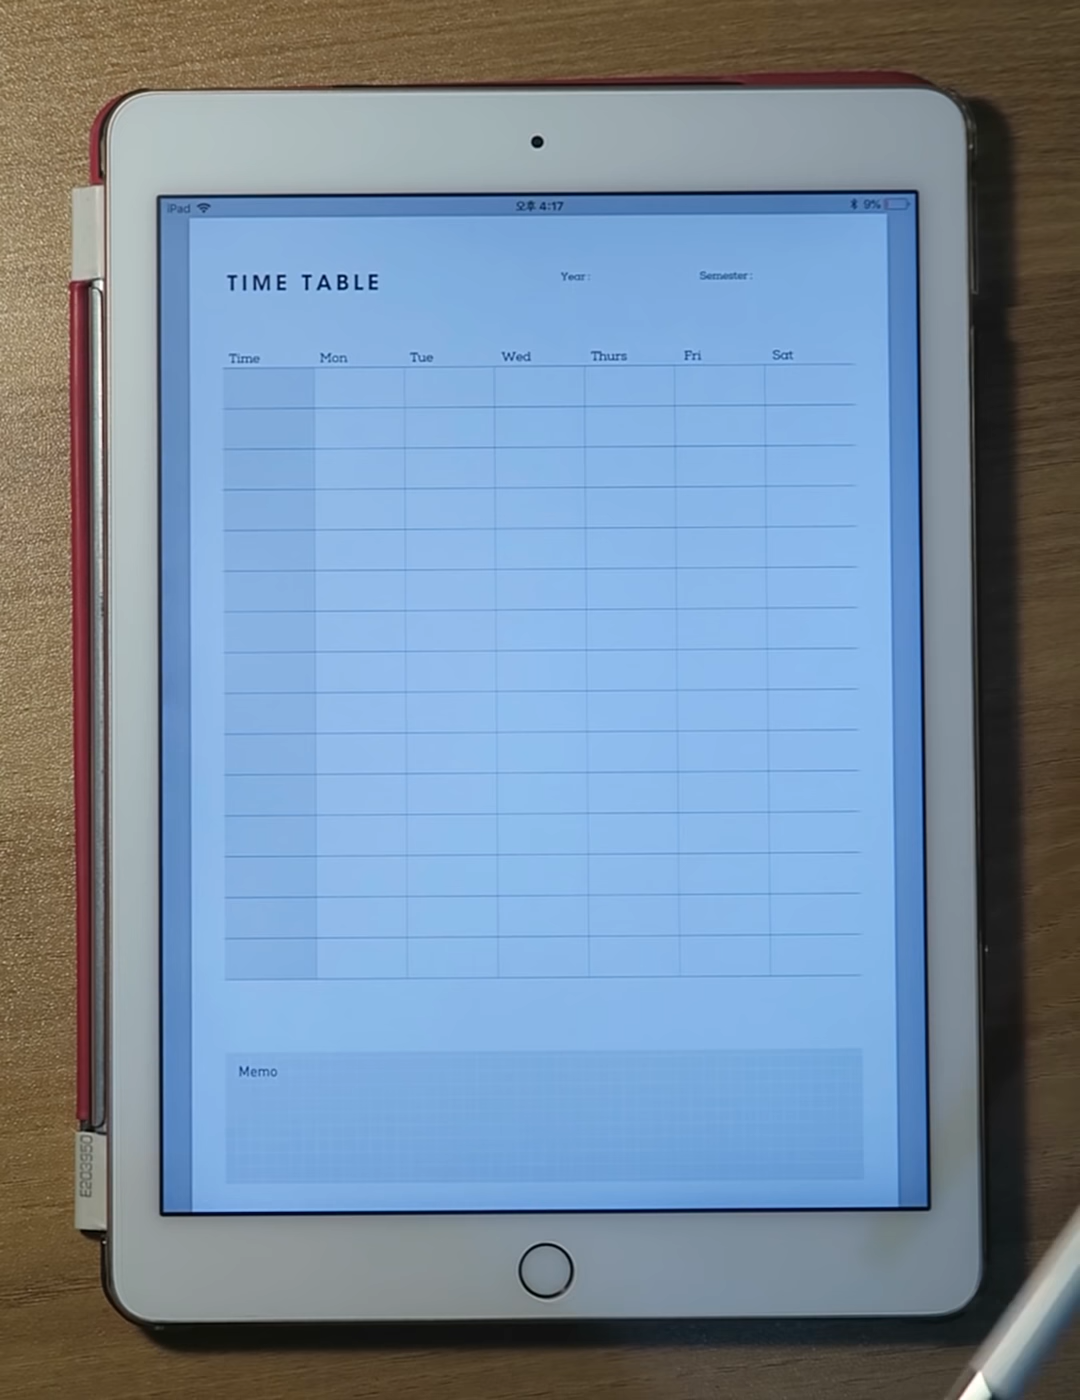 iPad 오후 4:17 9%
TIME TABLE Year : Semester :
Time Mon Tue Wed Thurs Fri Sat
Memo
E203950